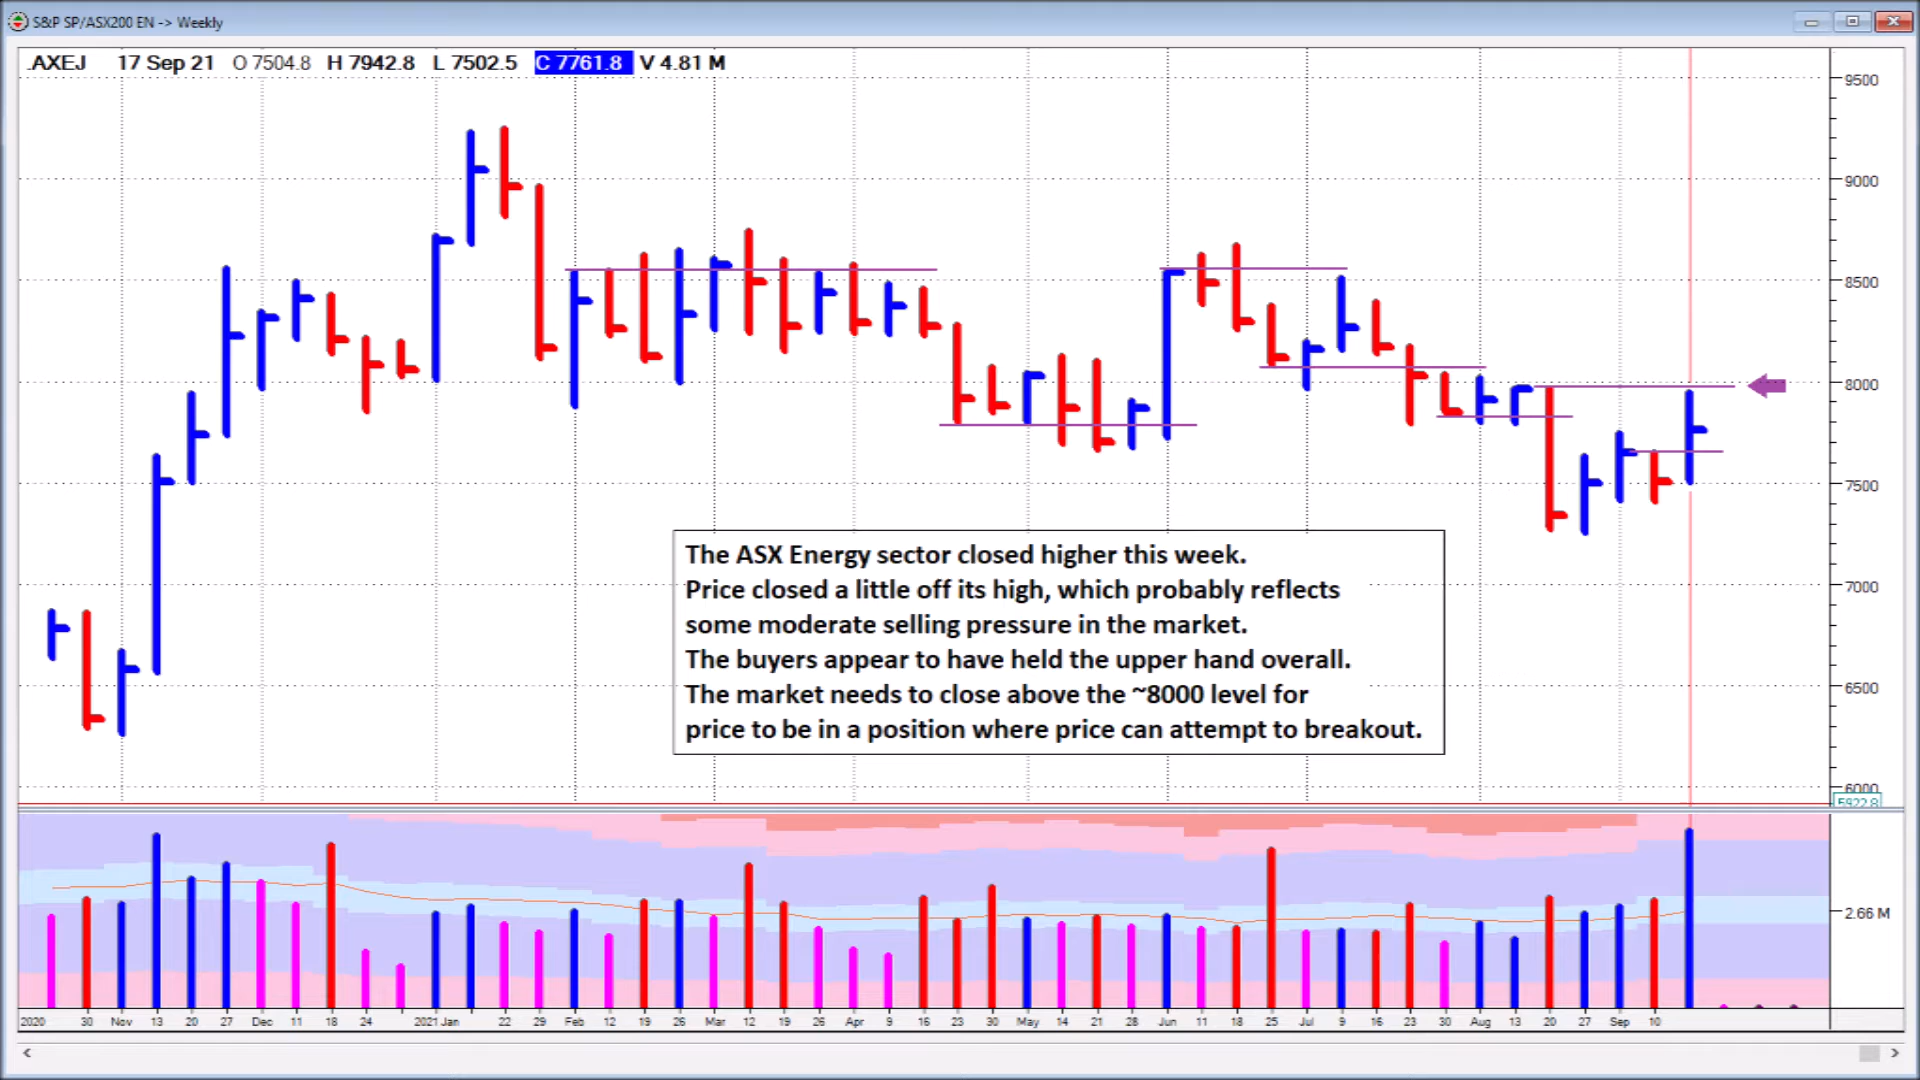 S&P SP/ASX200 EN -> Weekly
.AXEJ 17 Sep 21 O 7504.8 H 7942.8 L 7502.5 C 7761.8 V 4.81 M
9500
9000
8500
8000
7500
7000
6500
6000
5922.8
The ASX Energy sector closed higher this week.
Price closed a little off its high, which probably reflects
some moderate selling pressure in the market.
The buyers appear to have held the upper hand overall.
The market needs to close above the ~8000 level for
price to be in a position where price can attempt to breakout.
2.66 M
2020 30 Nov 13 20 27 Dec 11 18 24 2021 Jan 22 29 Feb 12 19 26 Mar 12 19 26 Apr 9 16 23 30 May 14 21 28 Jun 11 18 25 Jul 9 16 23 30 Aug 13 20 27 Sep 10